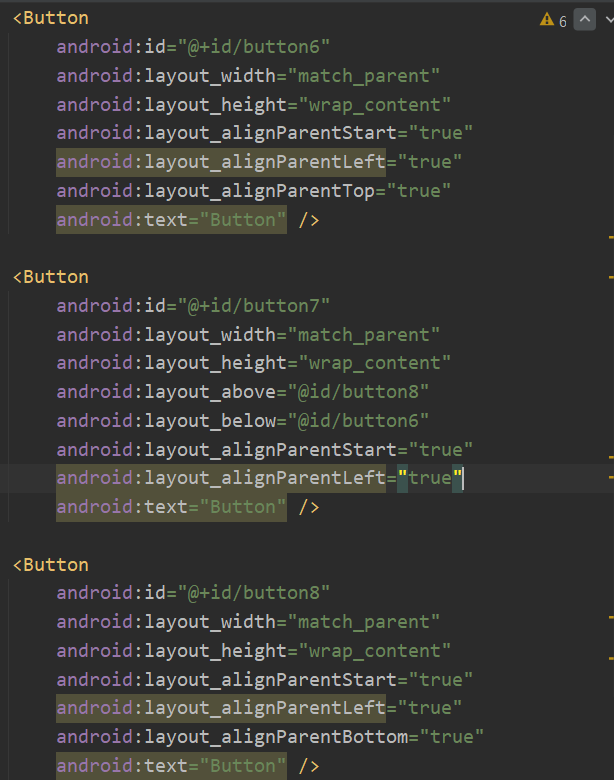 <Button
6
android:id="@+id/button6"
android:layout_width="match_parent"
android:layout_height="wrap_content"
android:layout_alignParentStart="true"
android:layout_alignParentLeft="true"
android:layout_alignParentTop="true"
android:text="Button" />
<Button
android:id="@+id/button7"
android:layout_width="match_parent"
android:layout_height="wrap_content"
android:layout_above="@id/button8"
android:layout_below="@id/button6"
android:layout_alignParentStart="true"
android:layout_alignParentLeft="true"
android:text="Button" />
<Button
android:id="@+id/button8"
android:layout_width="match_parent"
android:layout_height="wrap_content"
android:layout_alignParentStart="true"
android:layout_alignParentLeft="true"
android:layout_alignParentBottom="true"
android:text="Button" />